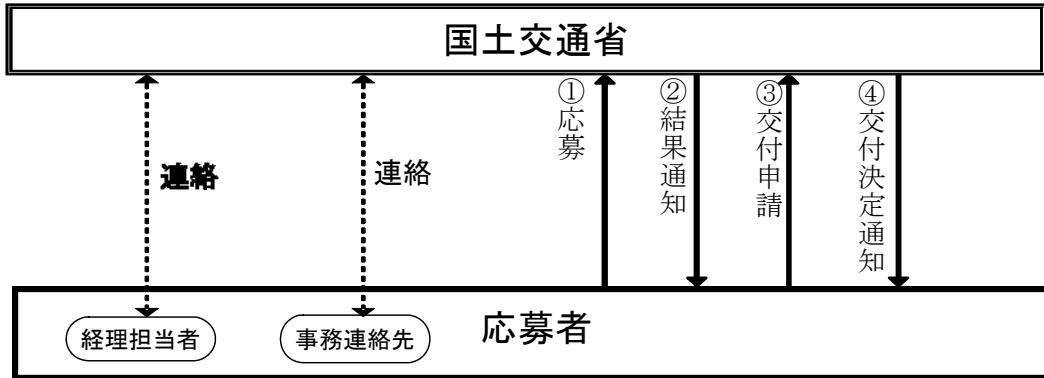 国土交通省
連絡
連絡
①応募
②結果通知
③交付申請
④交付決定通知
応募者
経理担当者
事務連絡先